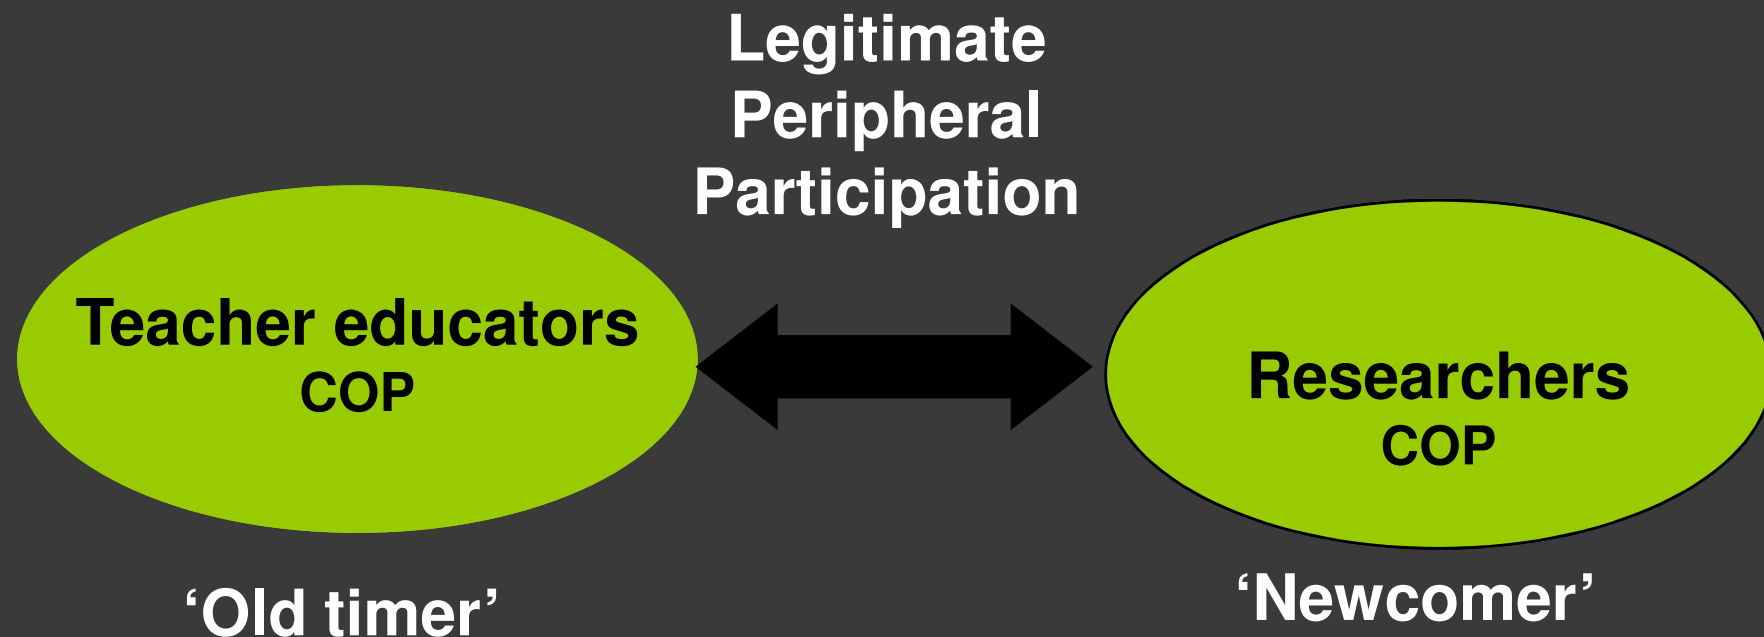 Legitimate
Peripheral
Participation
Teacher educators
COP
Researchers
COP
‘Old timer’
‘Newcomer’